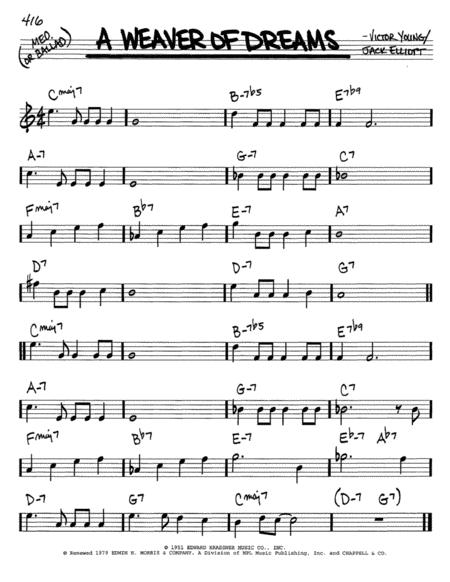 416
A WEAVER OF DREAMS
- VICTOR YOUNG/
JACK ELLIOTT
MED.
(OR BALLAD)
Cmaj7 B-7b5 E7b9
A-7 G-7 C7
Fmaj7 Bb7 E-7 A7
D7 D-7 G7
Cmaj7 B-7b5 E7b9
A-7 G-7 C7
Fmaj7 Bb7 E-7 Eb-7 Ab7
D-7 G7 Cmaj7 (D-7 G7)
© 1951 EDWARD KRASSNER MUSIC CO., INC.
© Renewed 1979 EDWIN H. MORRIS & COMPANY, A Division of MPL Music Publishing, Inc. and CHAPPELL & CO.